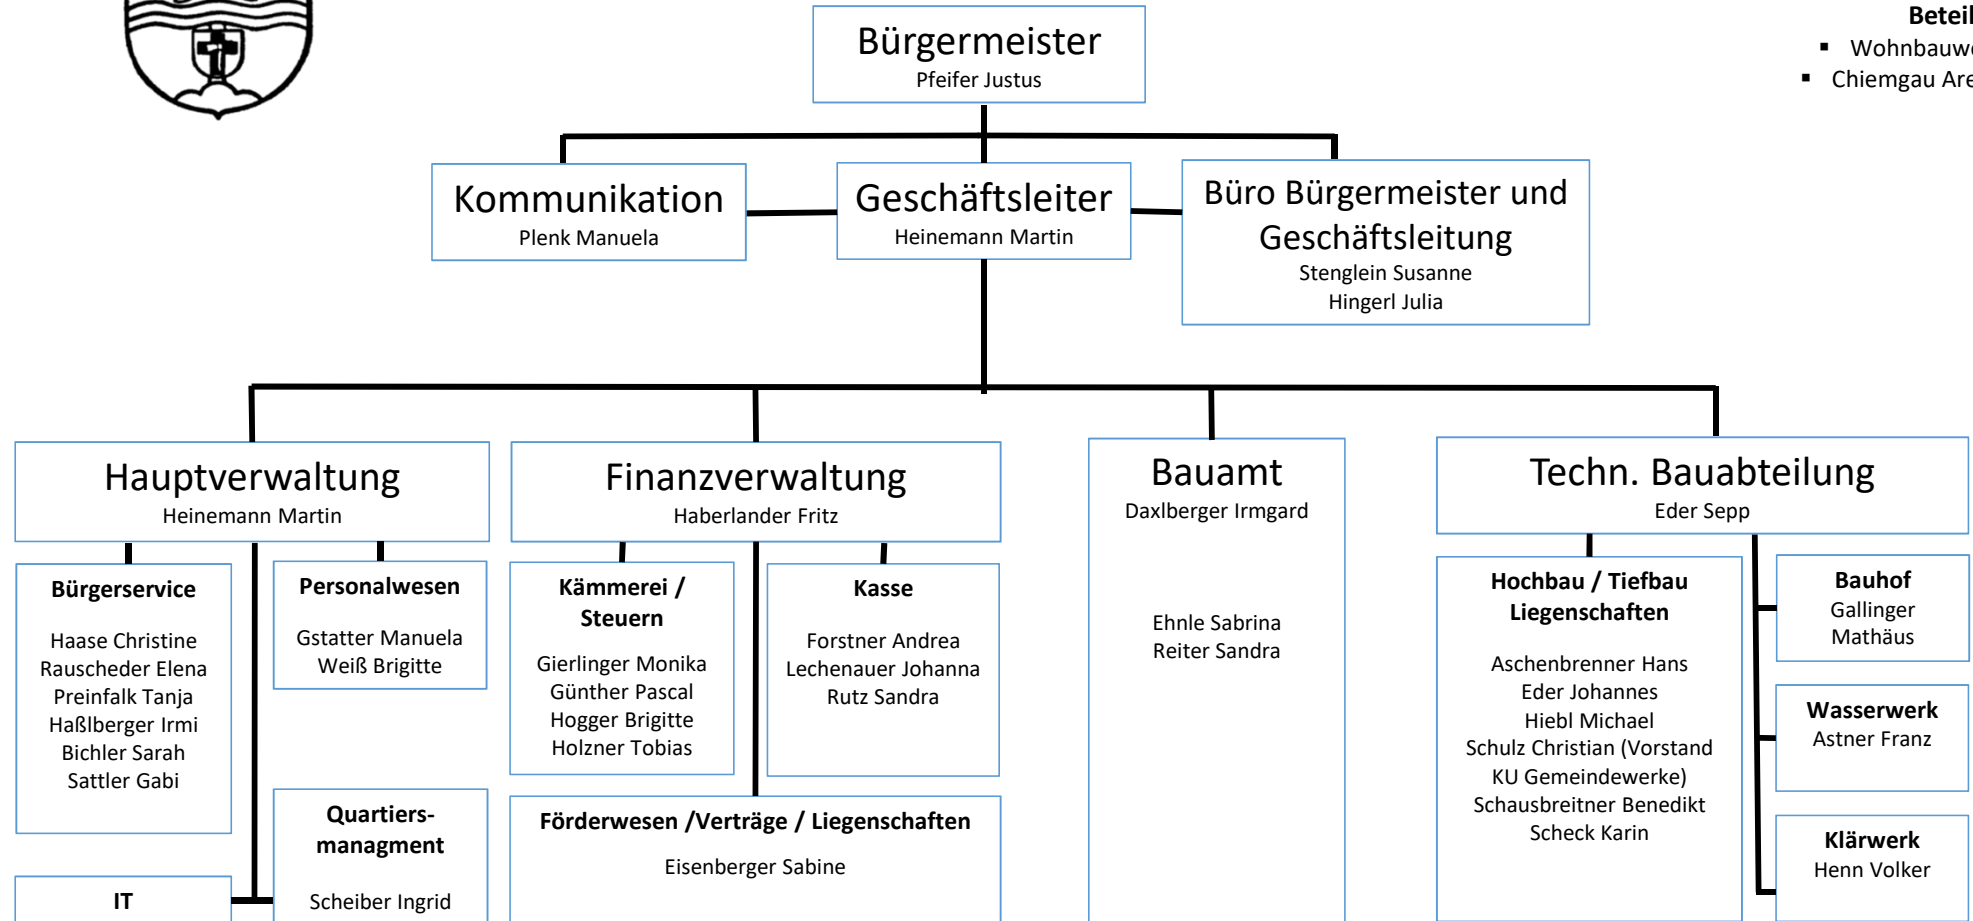 Bürgermeister
Pfeifer Justus
▪ Chiemgau
Kommunikation
Plenk Manuela
Geschäftsleiter
Heinemann Martin
Büro Bürgermeister und
Geschäftsleitung
Stenglein Susanne
Hingerl Julia
Hauptverwaltung
Heinemann Martin
Bürgerservice
Haase Christine
Rauscheder Elena
Preinfalk Tanja
Haßlberger Irmi
Bichler Sarah
Sattler Gabi
Personalwesen
Gstatter Manuela
Weiß Brigitte
Quartiers-
managment
Scheiber Ingrid
IT
Finanzverwaltung
Haberlander Fritz
Kämmerei /
Steuern
Gierlinger Monika
Günther Pascal
Hogger Brigitte
Holzner Tobias
Kasse
Forstner Andrea
Lechenauer Johanna
Rutz Sandra
Förderwesen /Verträge / Liegenschaften
Eisenberger Sabine
Bauamt
Daxlberger Irmgard
Ehnle Sabrina
Reiter Sandra
Techn. Bauabteilung
Eder Sepp
Hochbau / Tiefbau
Liegenschaften
Aschenbrenner Hans
Eder Johannes
Hiebl Michael
Schulz Christian (Vorstand
KU Gemeindewerke)
Schausbreitner Benedikt
Scheck Karin
Bauhof
Gallinger
Mathäus
Wasserwerk
Astner Franz
Klärwerk
Henn Volker